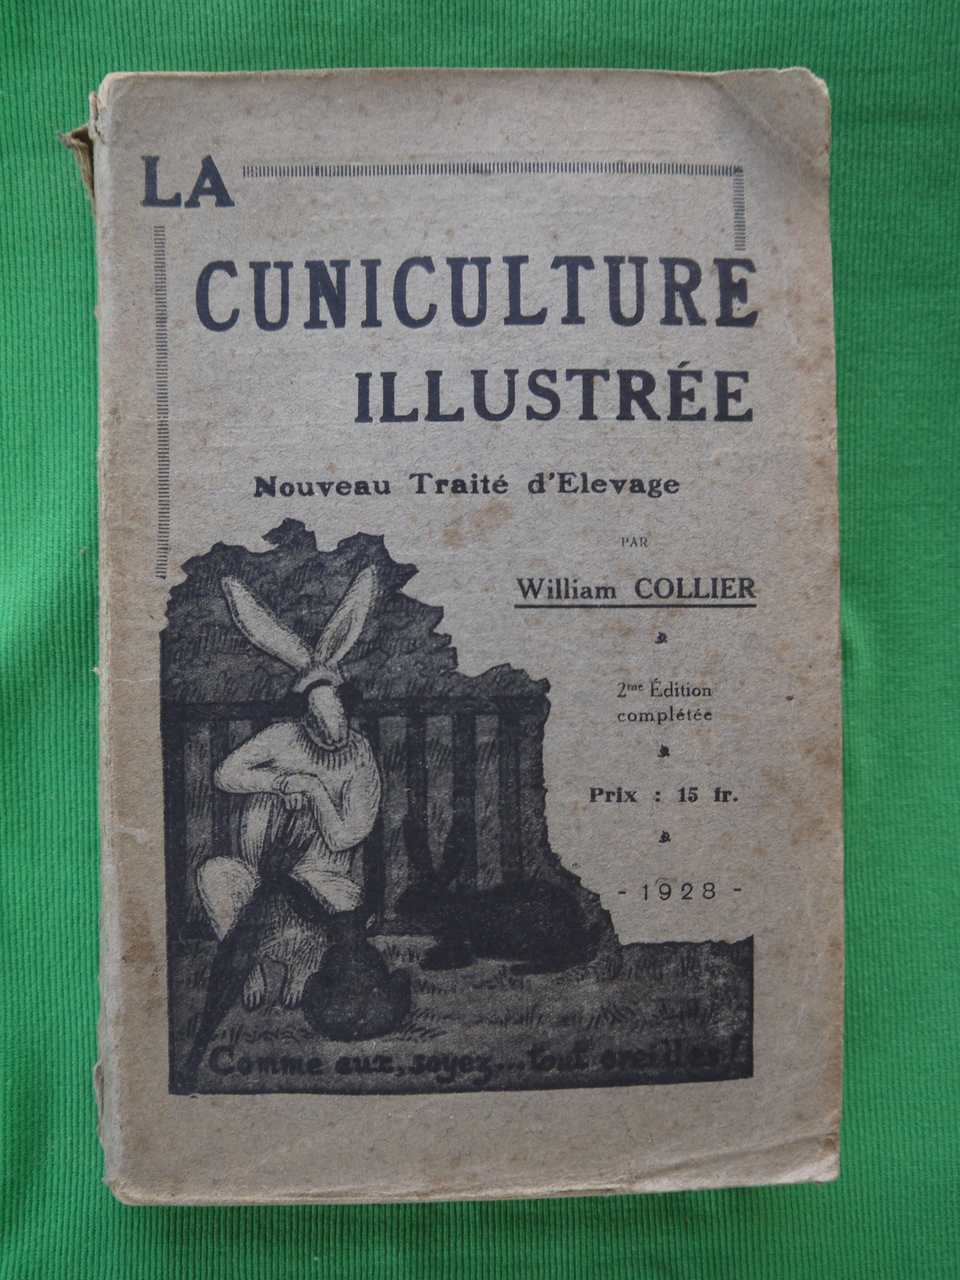 LA
CUNICULTURE
ILLUSTRÉE
Nouveau Traité d'Elevage
PAR
William COLLIER
2me Édition
complétée
Prix : 15 fr.
- 1928 -
Comme eux, soyez... tout oreilles!